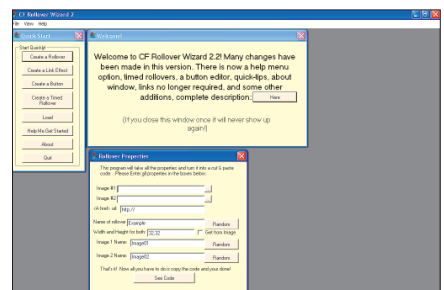 CF Rollover Wizard 2
File View Help
Quick Start
Start Quickly!
Create a Rollover
Create a Link Effect
Create a Button
Create a Timed
Rollover
Load
Help Me Get Started
About
Quit
Welcome!
Welcome to CF Rollover Wizard 2.2! Many changes have
been made in this version. There is now a help menu
option, timed rollovers, a button editor, quick-tips, about
window, links no longer required, and some other
additions, complete description: Here
(If you close this window once it will never show up
again!)
Rollover Properties
This program will take all the properties and turn it into a cut & paste
code. Please Enter properties in the boxes below.
Image #1
Image #2
url: http://
Name of rollover: Example Random
Width and Height for both: 32,32 Get from Image
Image 1 Name: Image01 Random
Image 2 Name: Image02 Random
That's it! Now all you have to do is copy the code and your done!
See Code